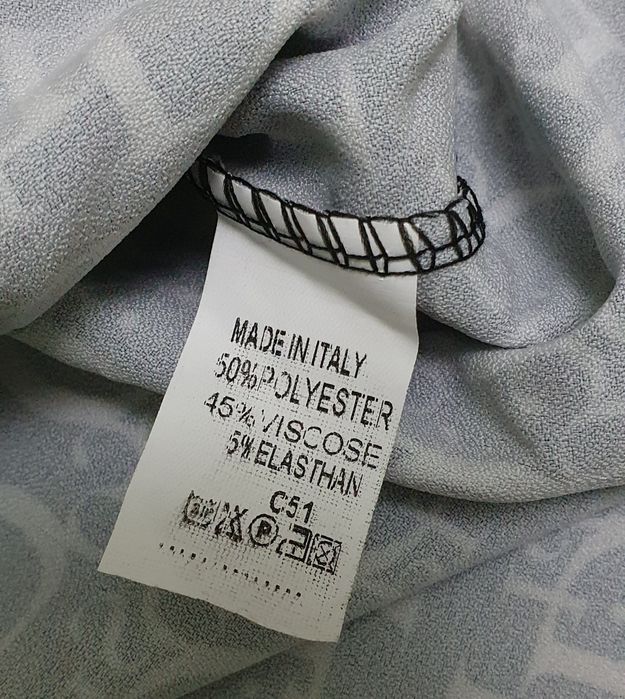 MADE IN ITALY
50% POLYESTER
45% VISCOSE
5% ELASTHAN
C51
P